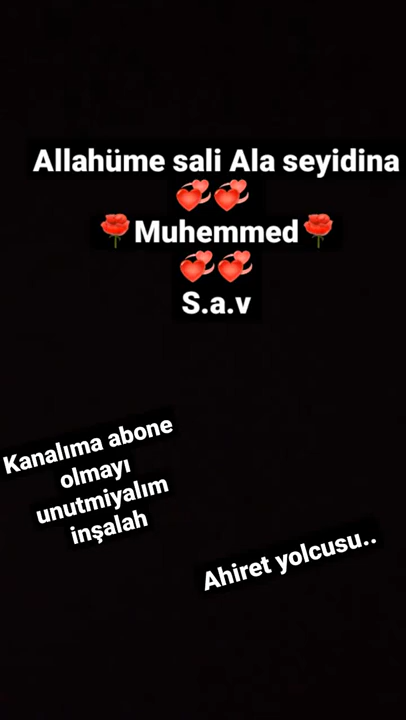 Allahüme sali Ala seyidina
💞💞
🌹Muhemmed🌹
💞💞
S.a.v
Kanalıma abone
olmayı
unutmiyalım
inşalah
Ahiret yolcusu..